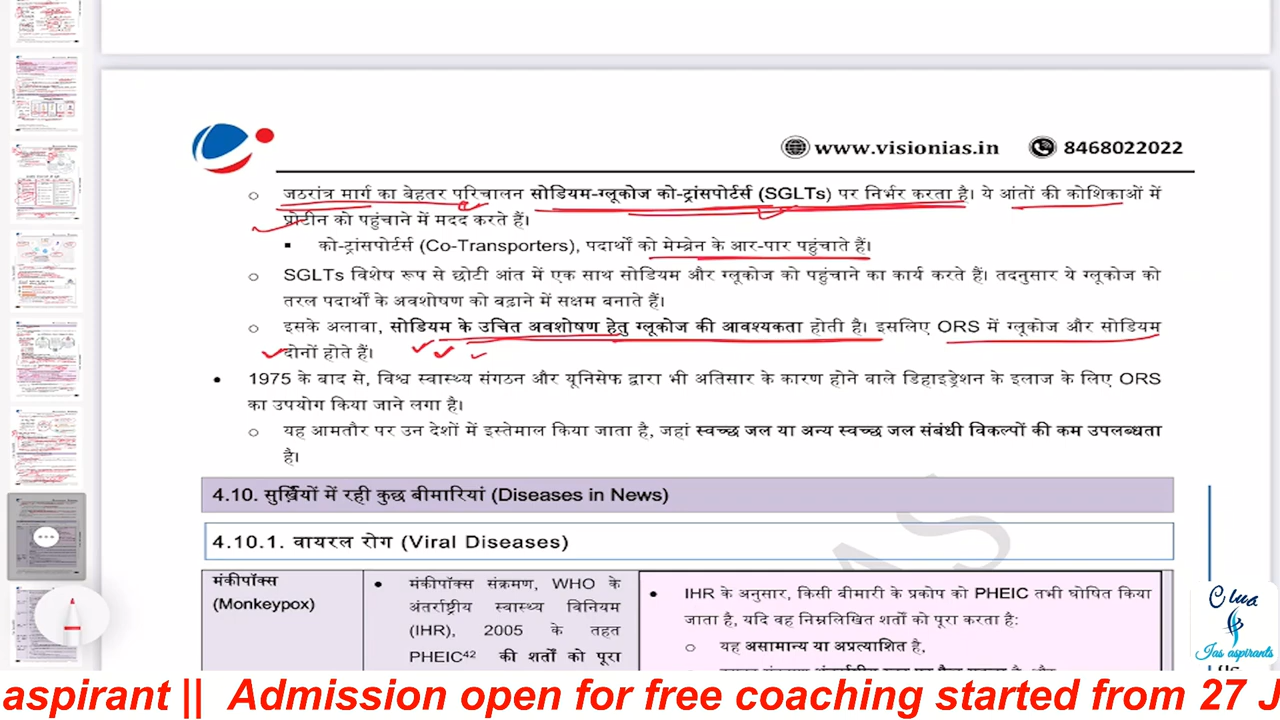 www.visionias.in 8468022022
○ जठरांत्र मार्ग का बेहतर सोडियम-ग्लूकोज को-ट्रांसपोर्टर्स (SGLTs) पर निर्भर करता है। ये आंतों की कोशिकाओं में
प्रोटीन को पहुंचाने में मदद करते हैं।
▪ को-ट्रांसपोर्टर्स (Co-Transporters), पदार्थों को मेम्ब्रेन के आर-पार पहुंचाते हैं।
○ SGLTs विशेष रूप से छोटी आंत में एक साथ सोडियम और ग्लूकोज को पहुंचाने का कार्य करते हैं। तदनुसार ये ग्लूकोज को
तरल पदार्थों के अवशोषण को बढ़ाने में सक्षम बनाते हैं।
○ इसके अलावा, सोडियम के उचित अवशोषण हेतु ग्लूकोज की आवश्यकता होती है। इसलिए ORS में ग्लूकोज और सोडियम
दोनों होते हैं।
● 1975 के बाद से, विश्व स्वास्थ्य संगठन और यूनिसेफ द्वारा भी अतिसार के कारण होने वाले डिहाइड्रेशन के इलाज के लिए ORS
का उपयोग किया जाने लगा है।
○ यह आमतौर पर उन देशों में इस्तेमाल किया जाता है, जहां स्वच्छ जल या अन्य स्वच्छ जल संबंधी विकल्पों की कम उपलब्धता
है।
4.10. सुर्ख़ियों में रही कुछ बीमारियां (Diseases in News)
4.10.1. वायरल रोग (Viral Diseases)
मंकीपॉक्स
(Monkeypox)
● मंकीपॉक्स संक्रमण, WHO के
अंतर्राष्ट्रीय स्वास्थ्य विनियम
(IHR) 2005 के तहत
PHEIC की शर्तों को पूरा
● IHR के अनुसार, किसी बीमारी के प्रकोप को PHEIC तभी घोषित किया
जाता है, यदि वह निम्नलिखित शर्तों को पूरा करता है:
○ यह असामान्य या अप्रत्याशित है,
Jas aspirants
aspirant || Admission open for free coaching started from 27 J